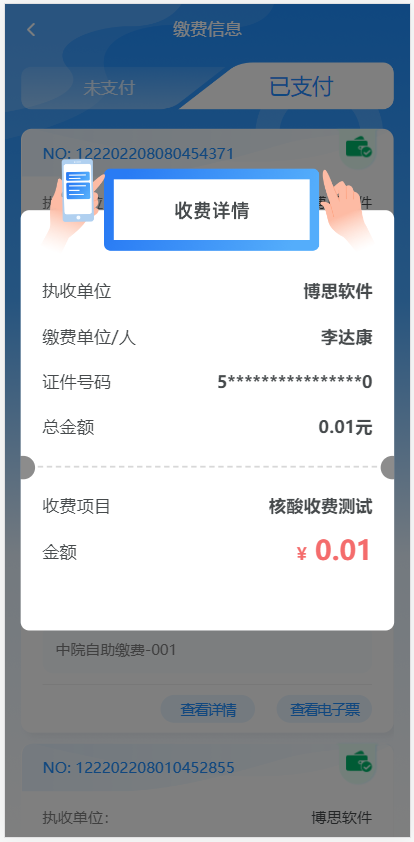 缴费信息
未支付
已支付
NO: 122202208080454371
收费详情
执收单位 博思软件
缴费单位/人 李达康
证件号码 5****************0
总金额 0.01元
收费项目 核酸收费测试
金额 ¥ 0.01
中院自助缴费-001
查看详情 查看电子票
NO: 122202208010452855
执收单位: 博思软件